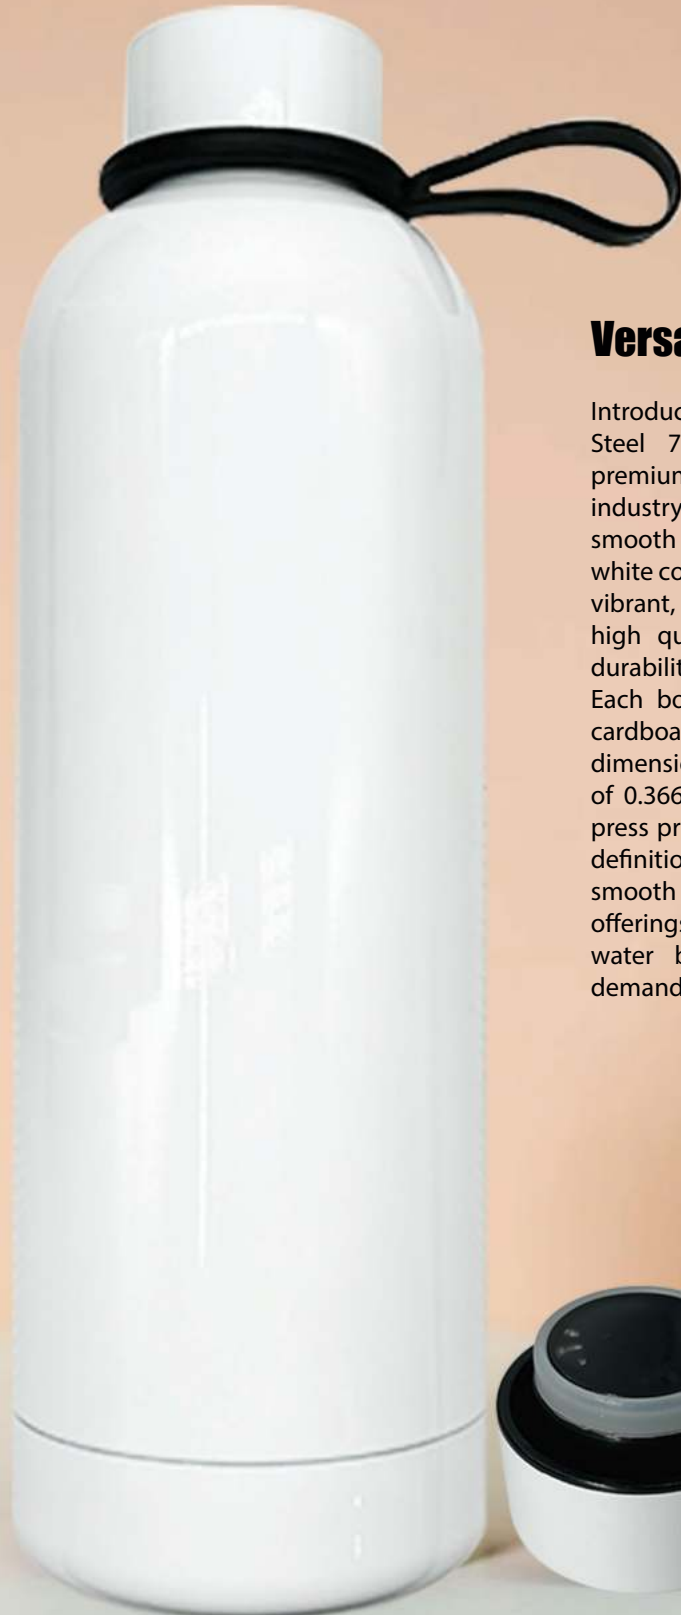 Versa
Introduc
Steel 7
premium
industry
smooth
white co
vibrant,
high qu
durabilit
Each bo
cardboa
dimensio
of 0.366
press pr
definitio
smooth
offerings
water b
demand